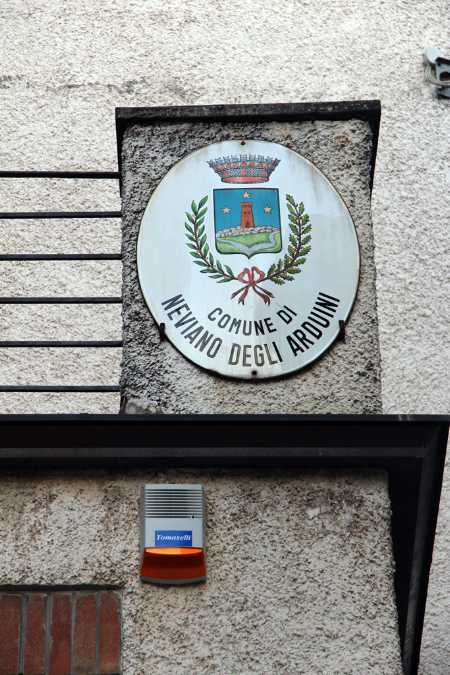 COMUNE DI
NEVIANO DEGLI ARDUINI
Tomaselli